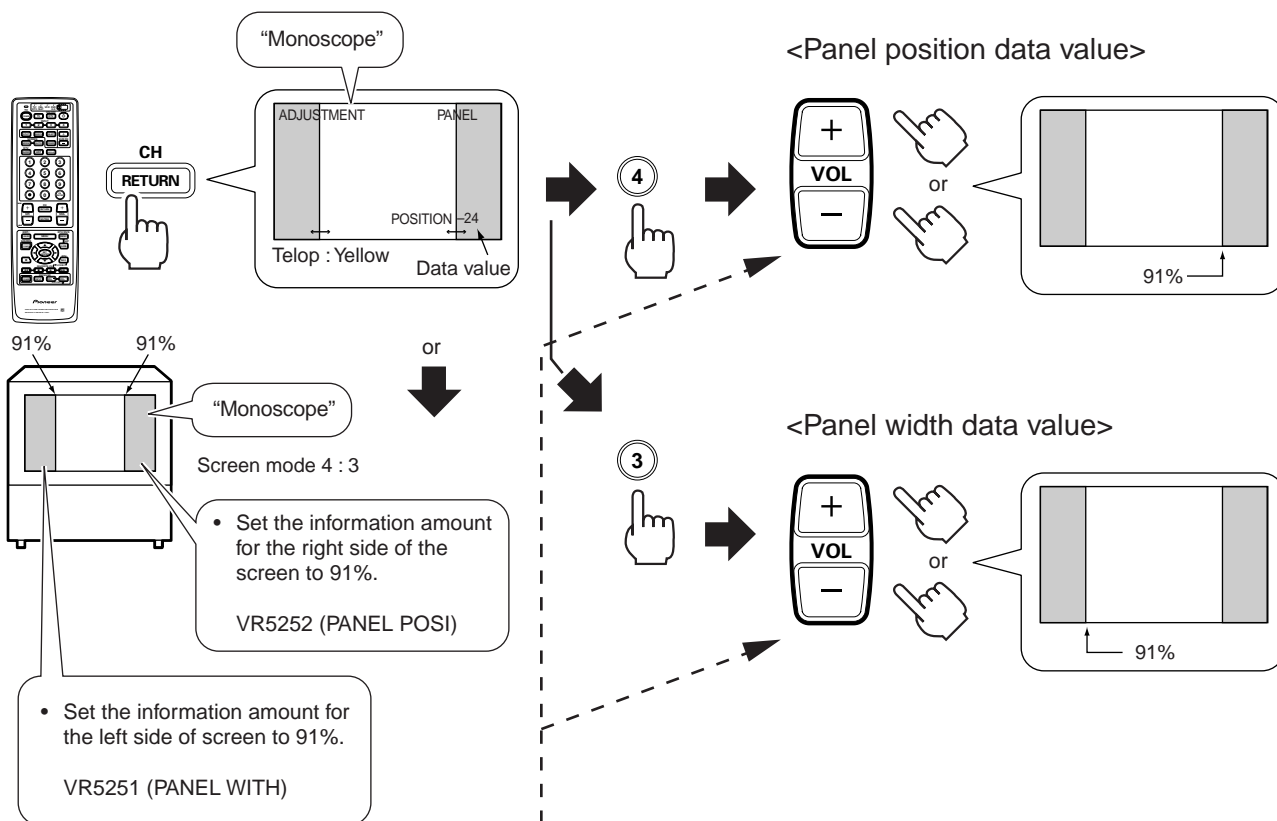 “Monoscope”
<Panel position data value>
ADJUSTMENT PANEL
CH
RETURN
POSITION –24
Telop : Yellow
Data value
Pioneer
4
+
VOL
–
or
91%
91% 91%
“Monoscope”
Screen mode 4 : 3
or
• Set the information amount
for the right side of the
screen to 91%.
VR5252 (PANEL POSI)
• Set the information amount for
the left side of screen to 91%.
VR5251 (PANEL WITH)
3
<Panel width data value>
+
VOL
–
or
91%